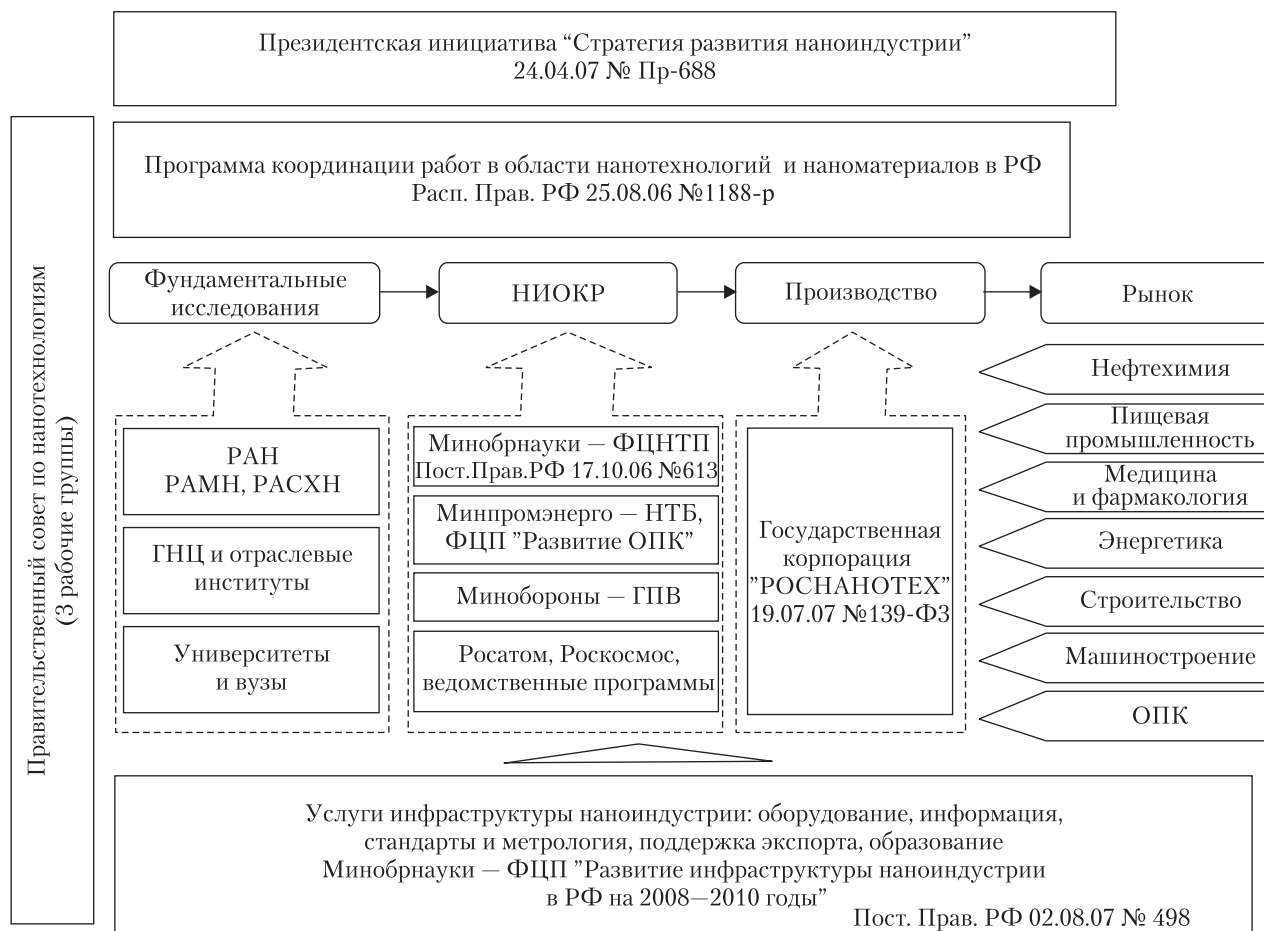 Президентская инициатива “Стратегия развития наноиндустрии”
24.04.07 № Пр-688
Правительственный совет по нанотехнологиям
(3 рабочие группы)
Программа координации работ в области нанотехнологий и наноматериалов в РФ
Расп. Прав. РФ 25.08.06 №1188-р
Фундаментальные
исследования
НИОКР
Производство
Рынок
РАН
РАМН, РАСХН
ГНЦ и отраслевые
институты
Университеты
и вузы
Минобрнауки — ФЦНТП
Пост.Прав.РФ 17.10.06 №613
Минпромэнерго — НТБ,
ФЦП "Развитие ОПК”
Минобороны — ГПВ
Росатом, Роскосмос,
ведомственные программы
Государственная
корпорация
”РОСНАНОТЕХ”
19.07.07 №139-ФЗ
Нефтехимия
Пищевая
промышленность
Медицина
и фармакология
Энергетика
Строительство
Машиностроение
ОПК
Услуги инфраструктуры наноиндустрии: оборудование, информация,
стандарты и метрология, поддержка экспорта, образование
Минобрнауки — ФЦП ”Развитие инфраструктуры наноиндустрии
в РФ на 2008—2010 годы”
Пост. Прав. РФ 02.08.07 № 498